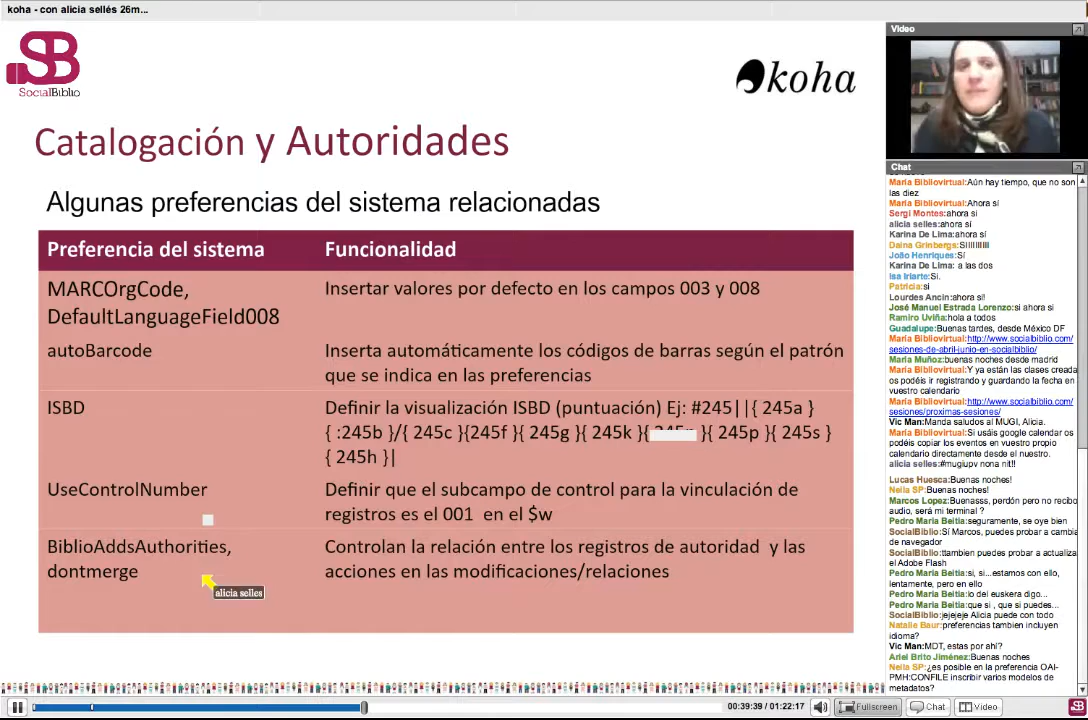 koha - con alicia sellés 26m...
SB
SocialBiblio
koha
Catalogación y Autoridades
Algunas preferencias del sistema relacionadas
Preferencia del sistema
Funcionalidad
MARCOrgCode,
DefaultLanguageField008
Insertar valores por defecto en los campos 003 y 008
autoBarcode
Inserta automáticamente los códigos de barras según el patrón
que se indica en las preferencias
ISBD
Definir la visualización ISBD (puntuación) Ej: #245||{ 245a }
{ :245b }/{ 245c }{245f }{ 245g }{ 245k }{ }{ 245p }{ 245s }
{ 245h }|
UseControlNumber
Definir que el subcampo de control para la vinculación de
registros es el 001 en el $w
BiblioAddsAuthorities,
dontmerge
Controlan la relación entre los registros de autoridad y las
acciones en las modificaciones/relaciones
alicia selles
Video
Chat
María Bibliovirtual:Aún hay tiempo, que no son
las diez
María Bibliovirtual:Ahora sí
Sergi Montes:ahora si
alicia selles:ahora sí
Karina De Lima:ahora sí
Daina Grinbergs:SIIIIIIIII
João Henriques:Sí
Karina De Lima: a las dos
Isa Iriarte:Si.
Patricia:si
Lourdes Ancin:ahora si!
José Manuel Estrada Lorenzo:si ahora si
Ramiro Uviña:hola a todos
Guadalupe:Buenas tardes, desde México DF
María Bibliovirtual:http://www.socialbiblio.com/
sesiones-de-abril-junio-en-socialbiblio/
María Muñoz:buenas noches desde madrid
María Bibliovirtual:Y ya están las clases creada
os podéis ir registrando y guardando la fecha en
vuestro calendario
María Bibliovirtual:http://www.socialbiblio.com/
sesiones/proximas-sesiones/
Vic Man:Manda saludos al MUGI, Alicia.
María Bibliovirtual:Si usáis google calendar os
podéis copiar los eventos en vuestro propio
calendario directamente desde el nuestro.
alicia selles:#mugiupv nona nit!!
Lucas Huesca:Buenas noches!
Neila SP:Buenas noches!
Marcos Lopez:Buenasss, perdón pero no recibo
audio, será mi terminal ?
Pedro Maria Beitia:seguramente, se oye bien
SocialBiblio:Sí Marcos, puedes probar a cambia
de navegador
SocialBiblio:ttambien puedes probar a actualiza
el Adobe Flash
Pedro Maria Beitia:si, si...estamos con ello,
lentamente, pero en ello
Pedro Maria Beitia:lo del euskera digo...
Pedro Maria Beitia:que si , que si puedes...
SocialBiblio:jejejeje Alicia puede con todo
Natalie Baur:preferencias tambien incluyen
idioma?
Vic Man:MDT, estas por ahí?
Ariel Brito Jiménez:Buenas noches
Neila SP:¿es posible en la preferencia OAI-
PMH:CONFILE inscribir varios modelos de
metadatos?
00:39:39 / 01:22:17
Fullscreen
Chat
Video
SB